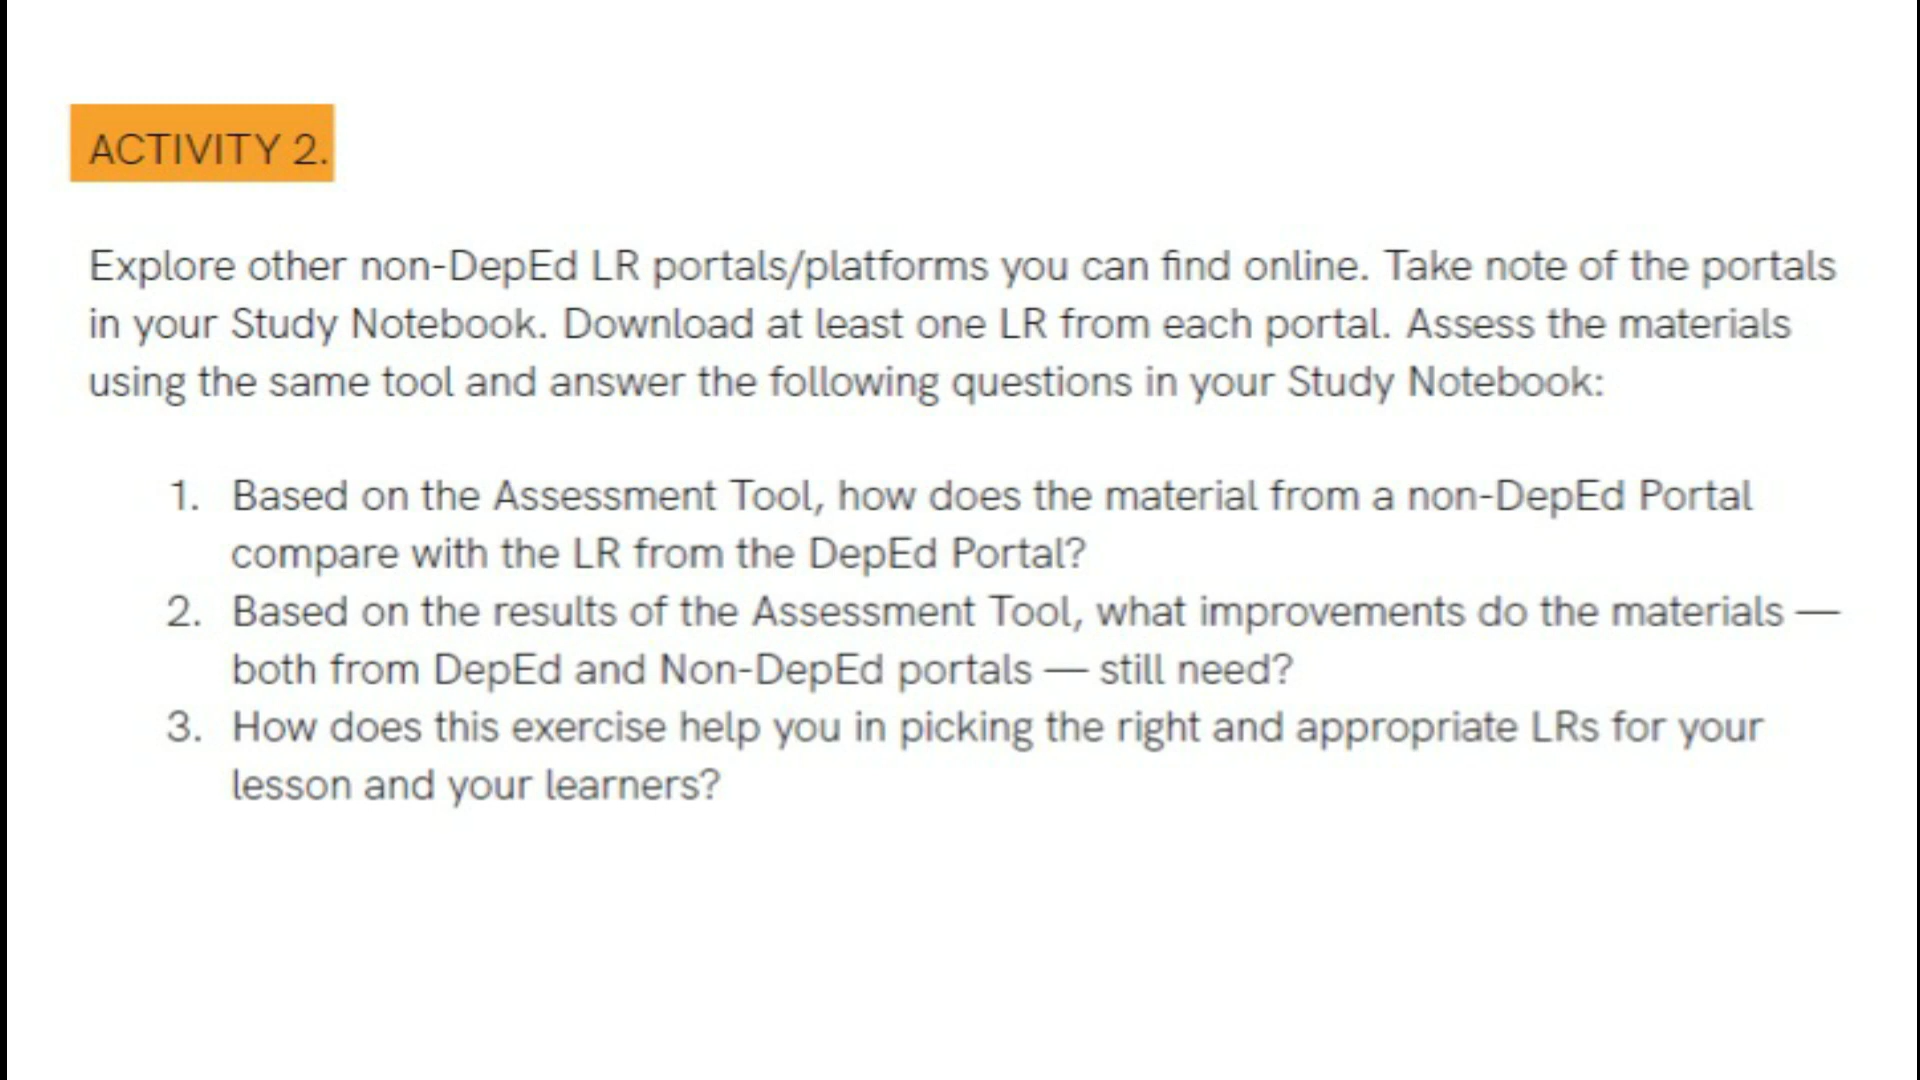 ACTIVITY 2.
Explore other non-DepEd LR portals/platforms you can find online. Take note of the portals
in your Study Notebook. Download at least one LR from each portal. Assess the materials
using the same tool and answer the following questions in your Study Notebook:
1. Based on the Assessment Tool, how does the material from a non-DepEd Portal
compare with the LR from the DepEd Portal?
2. Based on the results of the Assessment Tool, what improvements do the materials —
both from DepEd and Non-DepEd portals — still need?
3. How does this exercise help you in picking the right and appropriate LRs for your
lesson and your learners?